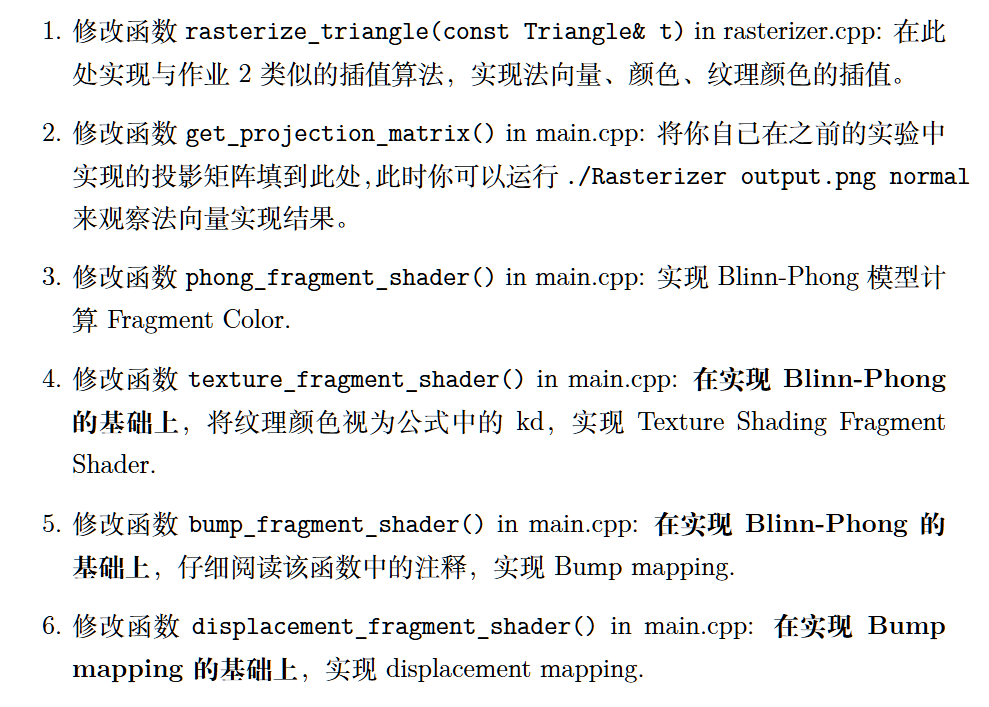 1. 修改函数 rasterize_triangle(const Triangle& t) in rasterizer.cpp: 在此
处实现与作业 2 类似的插值算法，实现法向量、颜色、纹理颜色的插值。
2. 修改函数 get_projection_matrix() in main.cpp: 将你自己在之前的实验中
实现的投影矩阵填到此处,此时你可以运行 ./Rasterizer output.png normal
来观察法向量实现结果。
3. 修改函数 phong_fragment_shader() in main.cpp: 实现 Blinn-Phong 模型计
算 Fragment Color.
4. 修改函数 texture_fragment_shader() in main.cpp: 在实现 Blinn-Phong
的基础上，将纹理颜色视为公式中的 kd，实现 Texture Shading Fragment
Shader.
5. 修改函数 bump_fragment_shader() in main.cpp: 在实现 Blinn-Phong 的
基础上，仔细阅读该函数中的注释，实现 Bump mapping.
6. 修改函数 displacement_fragment_shader() in main.cpp: 在实现 Bump
mapping 的基础上，实现 displacement mapping.